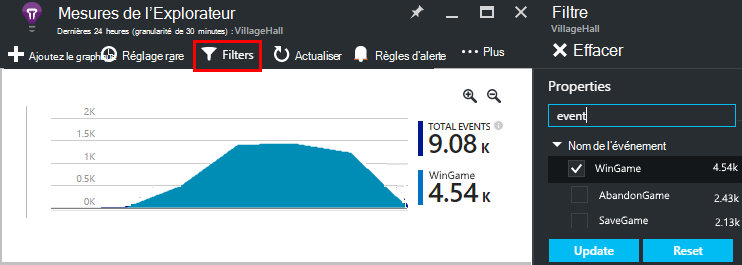 Mesures de l'Explorateur
Dernières 24 heures (granularité de 30 minutes) : VillageHall
Ajoutez le graphique
Réglage rare
Filters
Actualiser
Règles d'alerte
Plus
2K
1.5K
1K
0.5K
0K
TOTAL EVENTS
9.08 K
WinGame
4.54 K
Filtre
VillageHall
Effacer
Properties
event
Nom de l'événement
WinGame 4.54k
AbandonGame 2.43k
SaveGame 2.13k
Update Reset